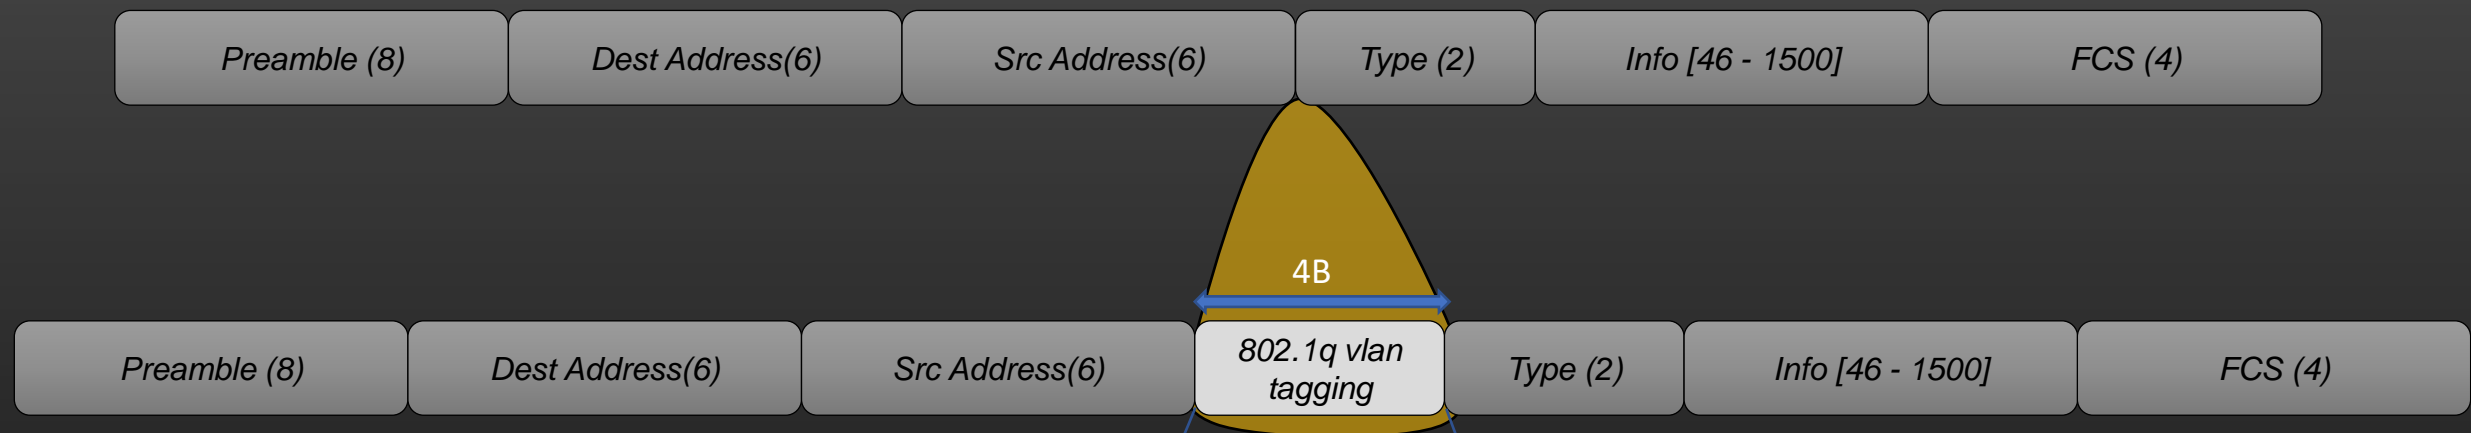 Preamble (8)
Dest Address(6)
Src Address(6)
Type (2)
Info [46 - 1500]
FCS (4)
4B
Preamble (8)
Dest Address(6)
Src Address(6)
802.1q vlan
tagging
Type (2)
Info [46 - 1500]
FCS (4)